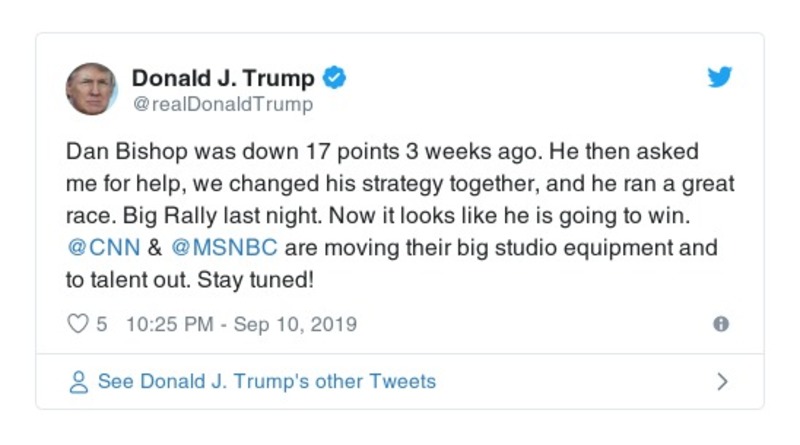 Donald J. Trump
@realDonaldTrump
Dan Bishop was down 17 points 3 weeks ago. He then asked
me for help, we changed his strategy together, and he ran a great
race. Big Rally last night. Now it looks like he is going to win.
@CNN & @MSNBC are moving their big studio equipment and
to talent out. Stay tuned!
5 10:25 PM - Sep 10, 2019
See Donald J. Trump's other Tweets